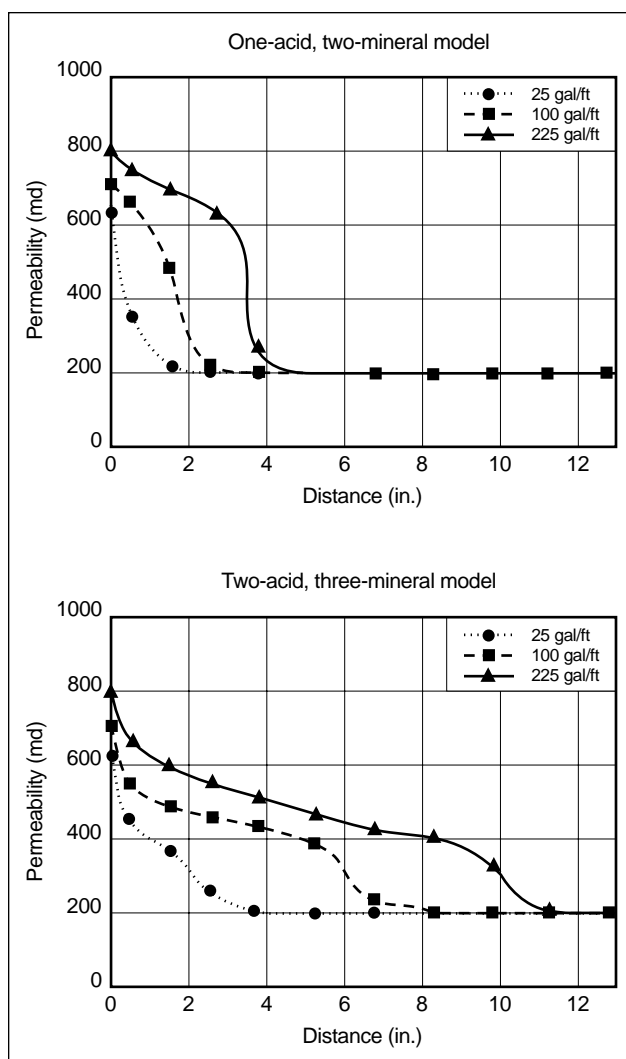 One-acid, two-mineral model
1000
800
600
400
200
0
Permeability (md)
25 gal/ft
100 gal/ft
225 gal/ft
0 2 4 6 8 10 12
Distance (in.)
Two-acid, three-mineral model
1000
800
600
400
200
0
Permeability (md)
25 gal/ft
100 gal/ft
225 gal/ft
0 2 4 6 8 10 12
Distance (in.)